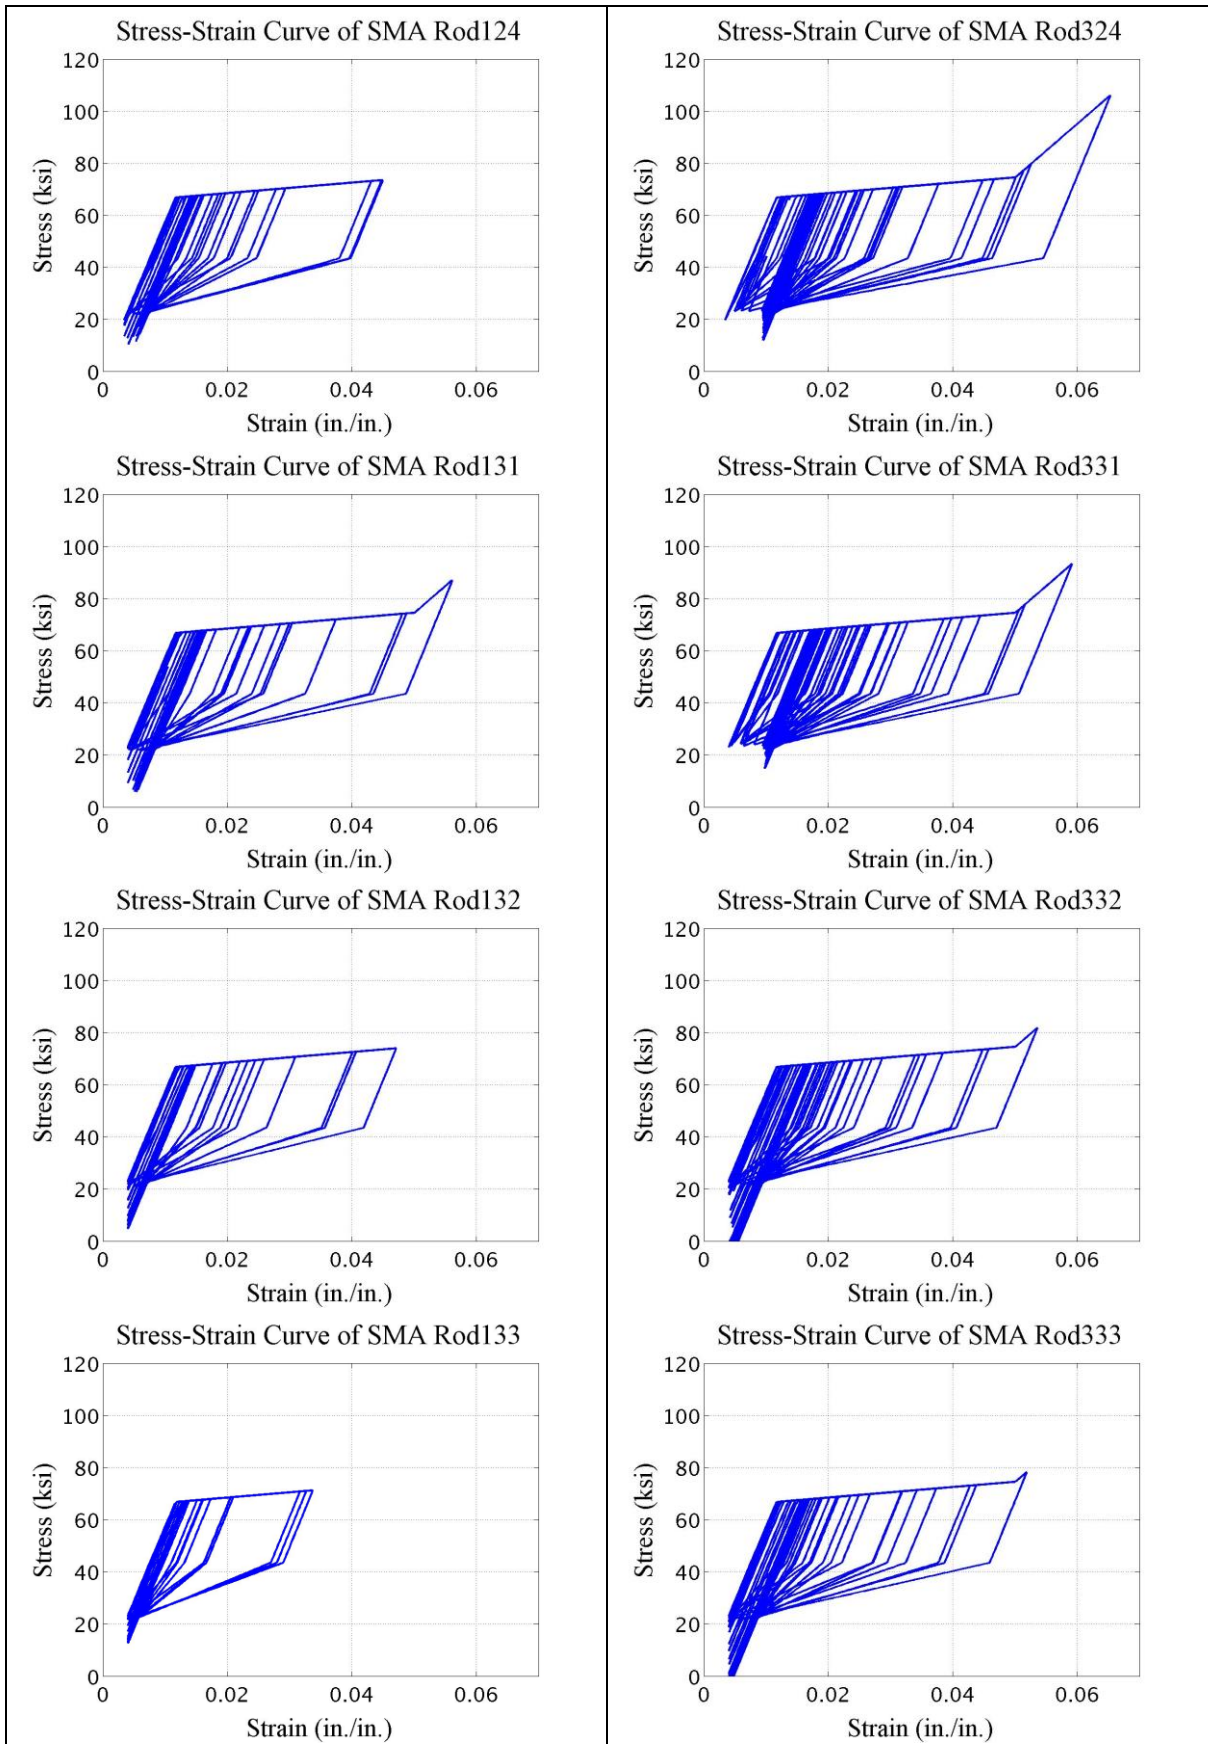 Stress-Strain Curve of SMA Rod124
120
100
80
60
40
20
0
Stress (ksi)
0 0.02 0.04 0.06
Strain (in./in.)
Stress-Strain Curve of SMA Rod324
120
100
80
60
40
20
0
Stress (ksi)
0 0.02 0.04 0.06
Strain (in./in.)
Stress-Strain Curve of SMA Rod131
120
100
80
60
40
20
0
Stress (ksi)
0 0.02 0.04 0.06
Strain (in./in.)
Stress-Strain Curve of SMA Rod331
120
100
80
60
40
20
0
Stress (ksi)
0 0.02 0.04 0.06
Strain (in./in.)
Stress-Strain Curve of SMA Rod132
120
100
80
60
40
20
0
Stress (ksi)
0 0.02 0.04 0.06
Strain (in./in.)
Stress-Strain Curve of SMA Rod332
120
100
80
60
40
20
0
Stress (ksi)
0 0.02 0.04 0.06
Strain (in./in.)
Stress-Strain Curve of SMA Rod133
120
100
80
60
40
20
0
Stress (ksi)
0 0.02 0.04 0.06
Strain (in./in.)
Stress-Strain Curve of SMA Rod333
120
100
80
60
40
20
0
Stress (ksi)
0 0.02 0.04 0.06
Strain (in./in.)